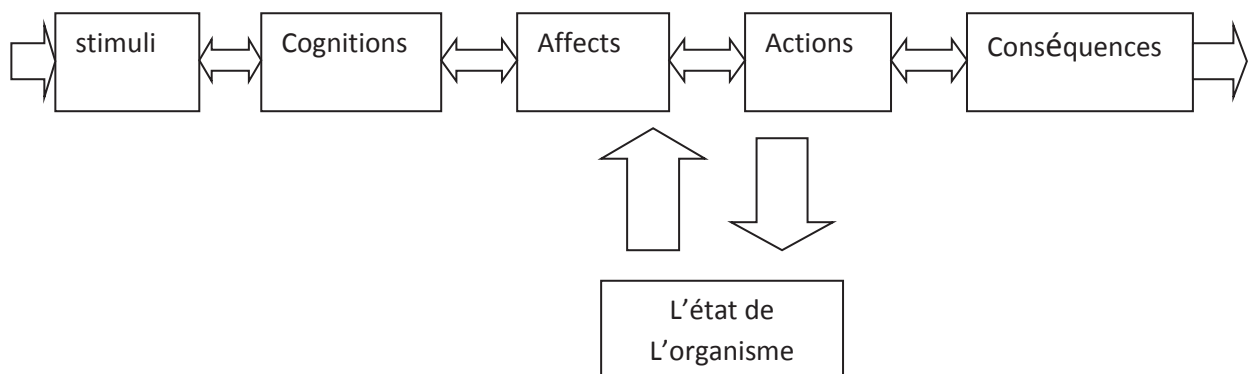 stimuli
Cognitions
Affects
Actions
Conséquences
L’état de
L’organisme